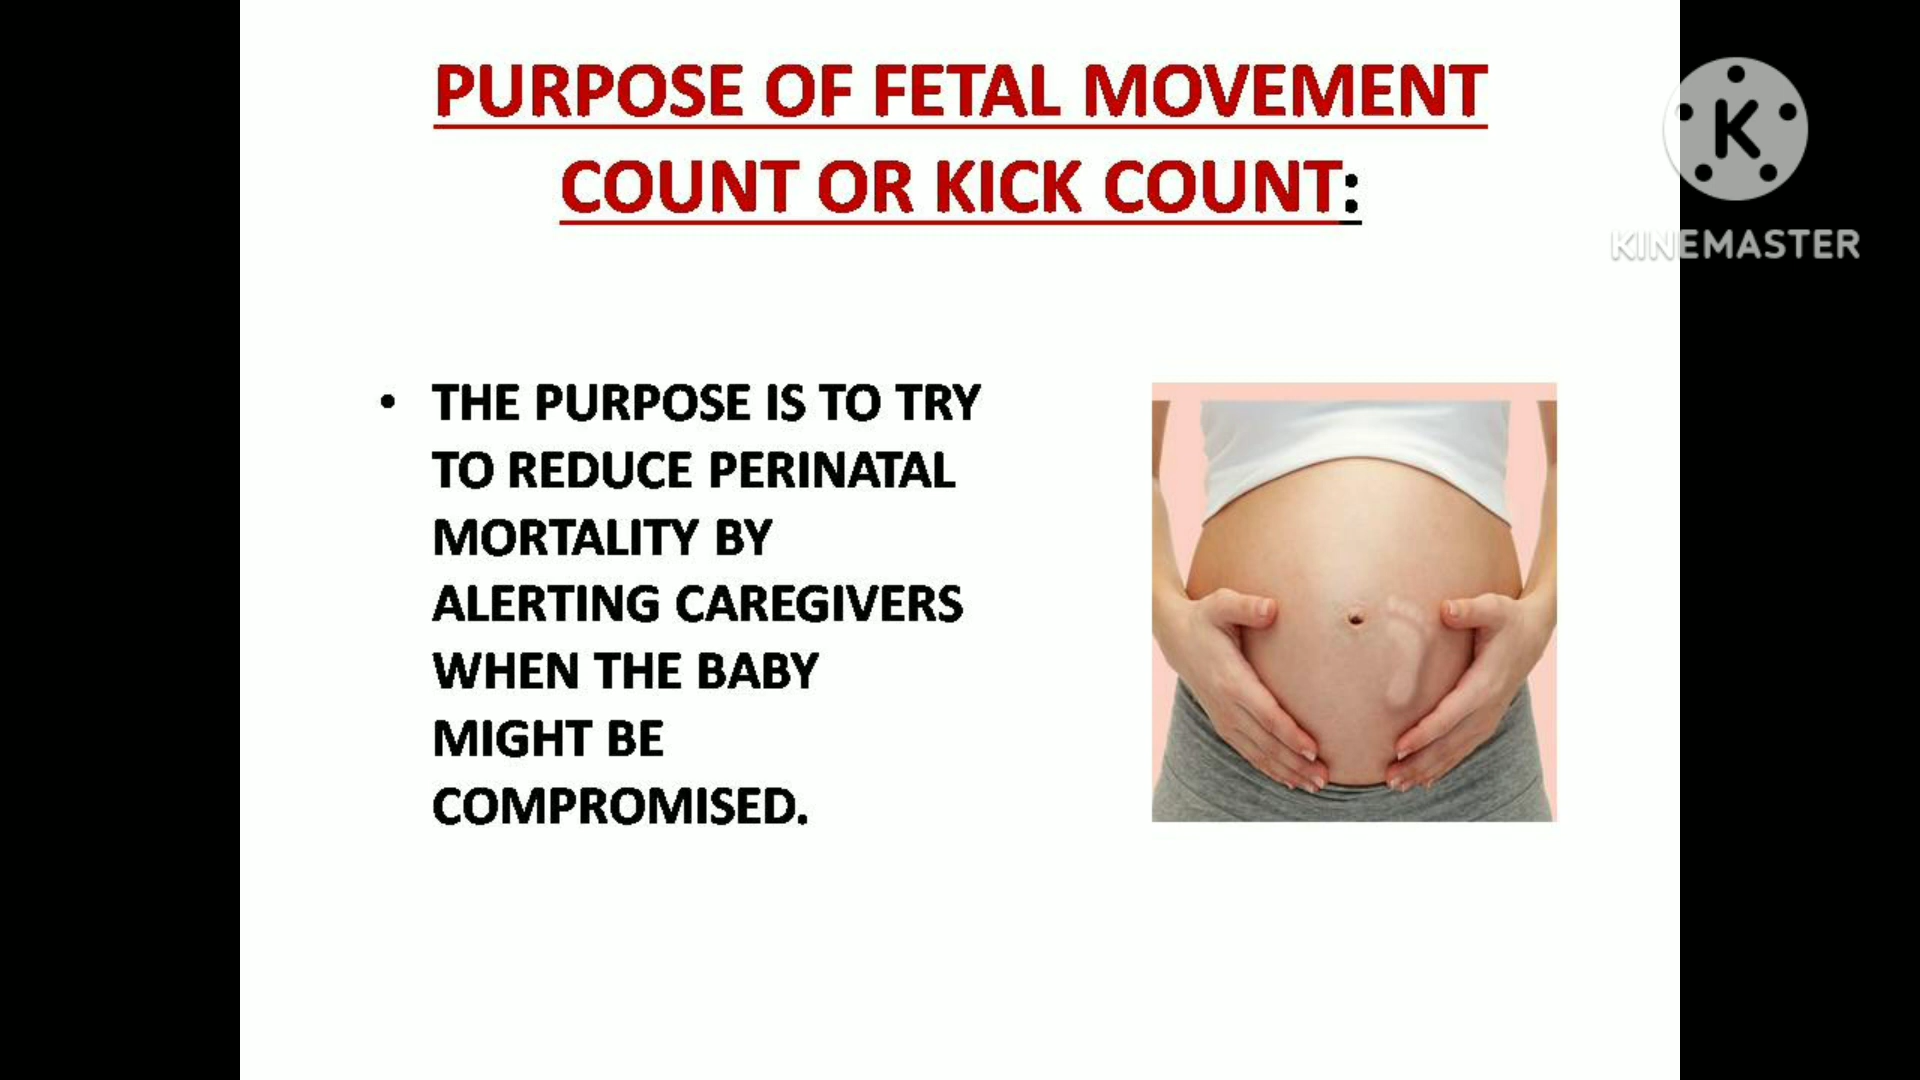 PURPOSE OF FETAL MOVEMENT
COUNT OR KICK COUNT:
K
KINEMASTER
• THE PURPOSE IS TO TRY
TO REDUCE PERINATAL
MORTALITY BY
ALERTING CAREGIVERS
WHEN THE BABY
MIGHT BE
COMPROMISED.